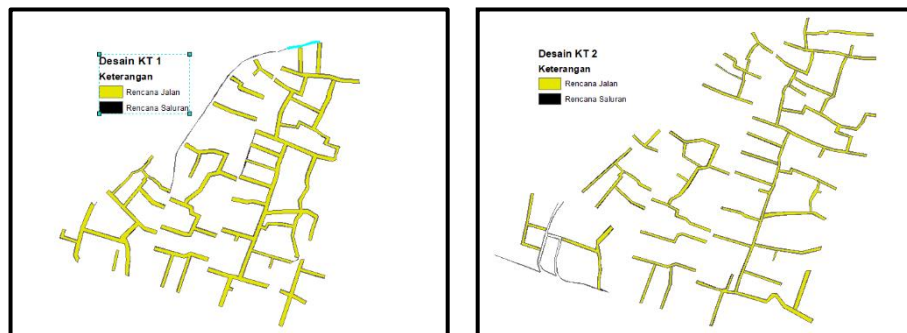 Desain KT 1
Keterangan
Rencana Jalan
Rencana Saluran
Desain KT 2
Keterangan
Rencana Jalan
Rencana Saluran